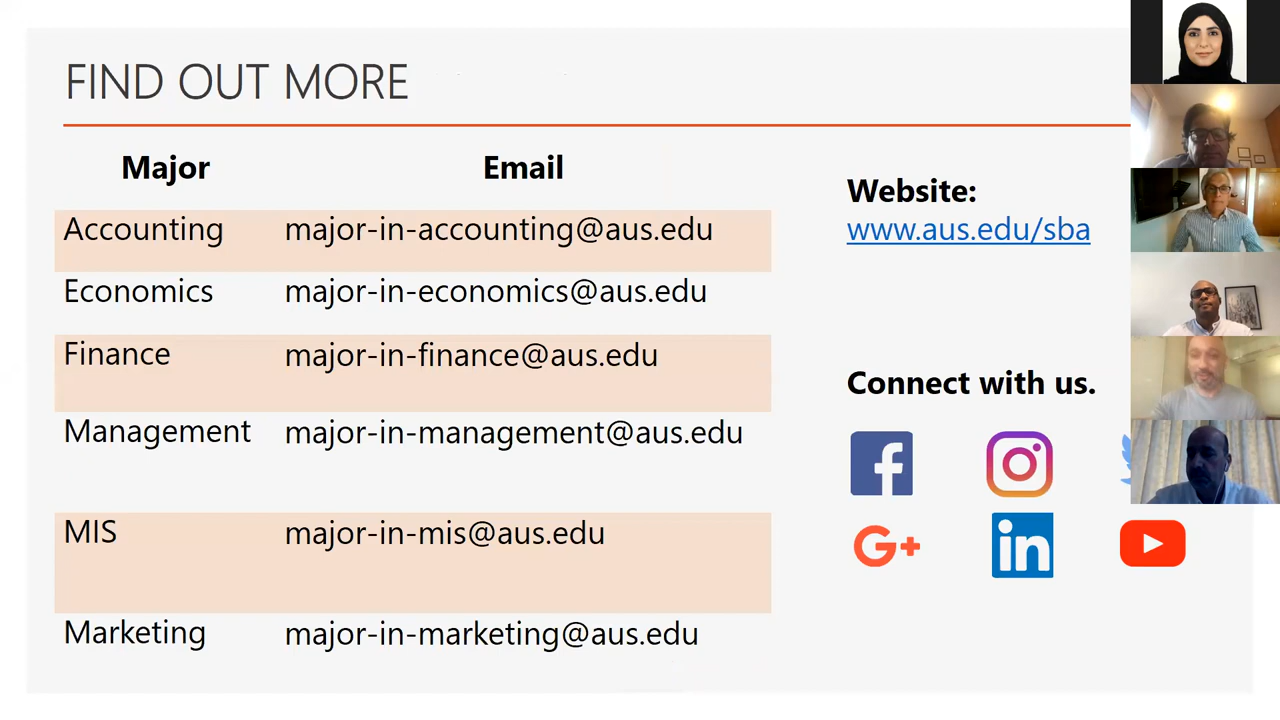 FIND OUT MORE
Major Email
Accounting major-in-accounting@aus.edu
Economics major-in-economics@aus.edu
Finance major-in-finance@aus.edu
Management major-in-management@aus.edu
MIS major-in-mis@aus.edu
Marketing major-in-marketing@aus.edu
Website:
www.aus.edu/sba
Connect with us.
f
G+ in